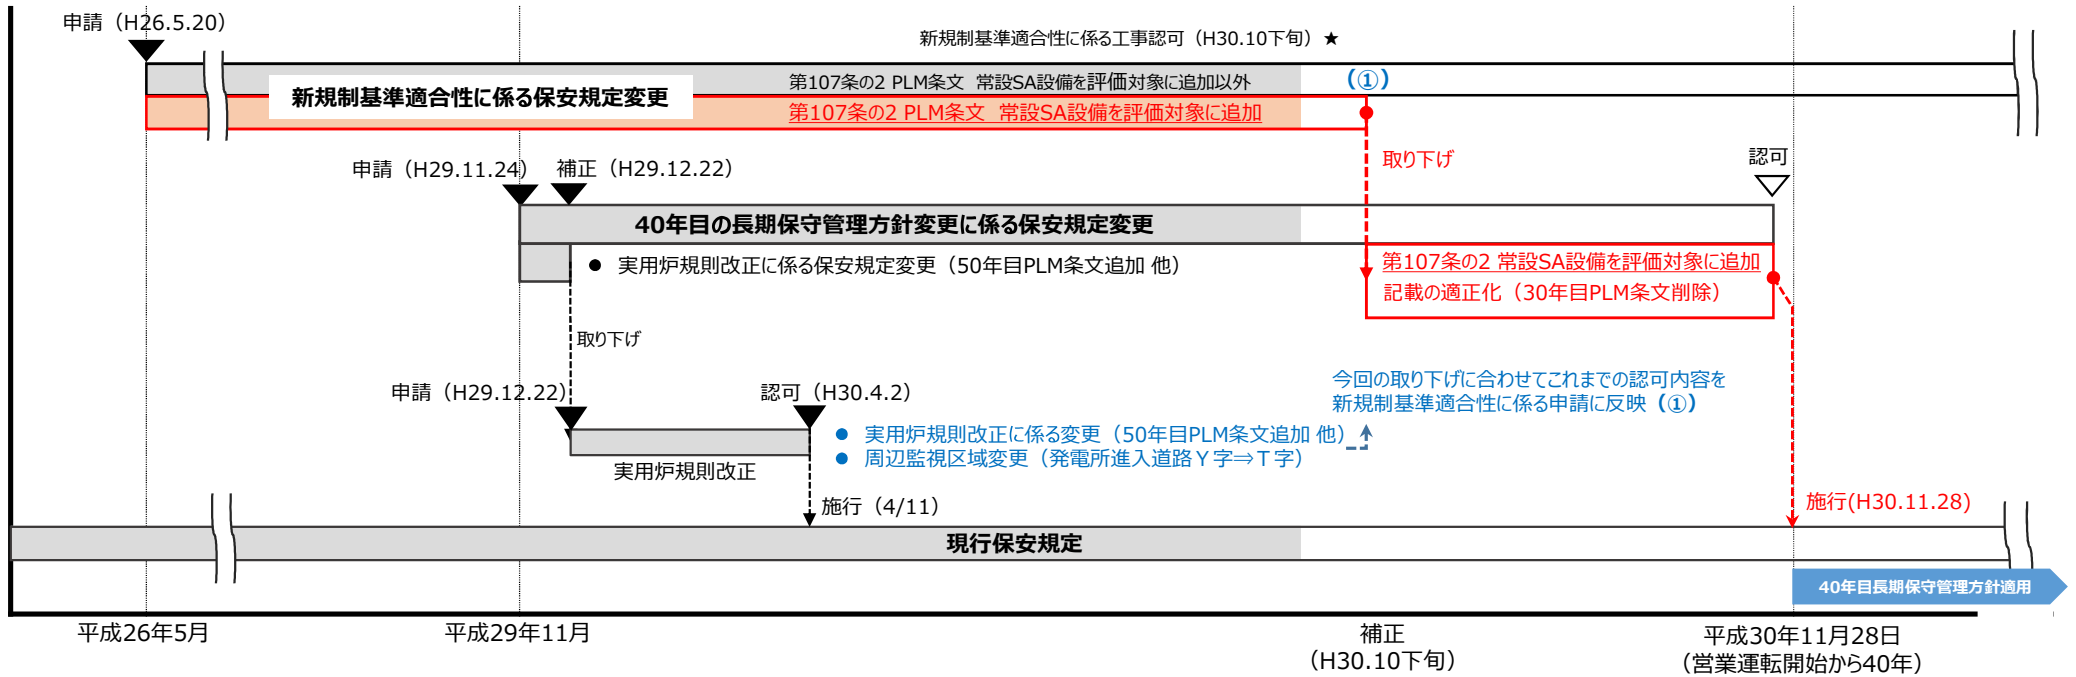 申請（H26.5.20）
新規制基準適合性に係る工事認可（H30.10下旬）★
第107条の2 PLM条文 常設SA設備を評価対象に追加以外
（①）
新規制基準適合性に係る保安規定変更
第107条の2 PLM条文 常設SA設備を評価対象に追加
取り下げ
認可
申請（H29.11.24）
補正（H29.12.22）
40年目の長期保守管理方針変更に係る保安規定変更
● 実用炉規則改正に係る保安規定変更（50年目PLM条文追加 他）
第107条の2 常設SA設備を評価対象に追加
記載の適正化（30年目PLM条文削除）
取り下げ
申請（H29.12.22）
認可（H30.4.2）
今回の取り下げに合わせてこれまでの認可内容を
新規制基準適合性に係る申請に反映（①）
● 実用炉規則改正に係る変更（50年目PLM条文追加 他）
● 周辺監視区域変更（発電所進入道路Ｙ字⇒Ｔ字）
実用炉規則改正
施行（4/11）
施行(H30.11.28)
現行保安規定
40年目長期保守管理方針適用
平成26年5月
平成29年11月
補正
（H30.10下旬）
平成30年11月28日
（営業運転開始から40年）